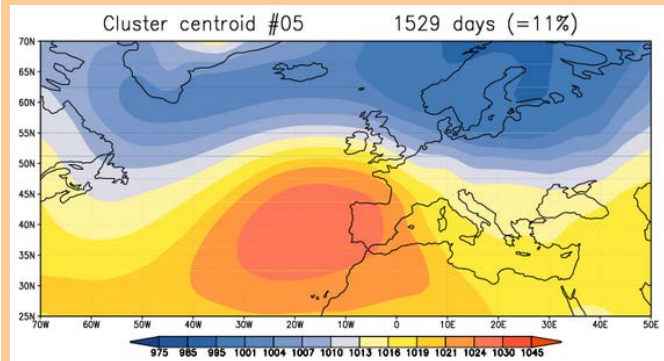 Cluster centroid #05 1529 days (=11%)
70N
65N
60N
55N
50N
45N
40N
35N
30N
25N
70W 60W 50W 40W 30W 20W 10W 0 10E 20E 30E 40E 50E
975 985 995 1001 1004 1007 1010 1013 1016 1019 1021 1024 1030 1045